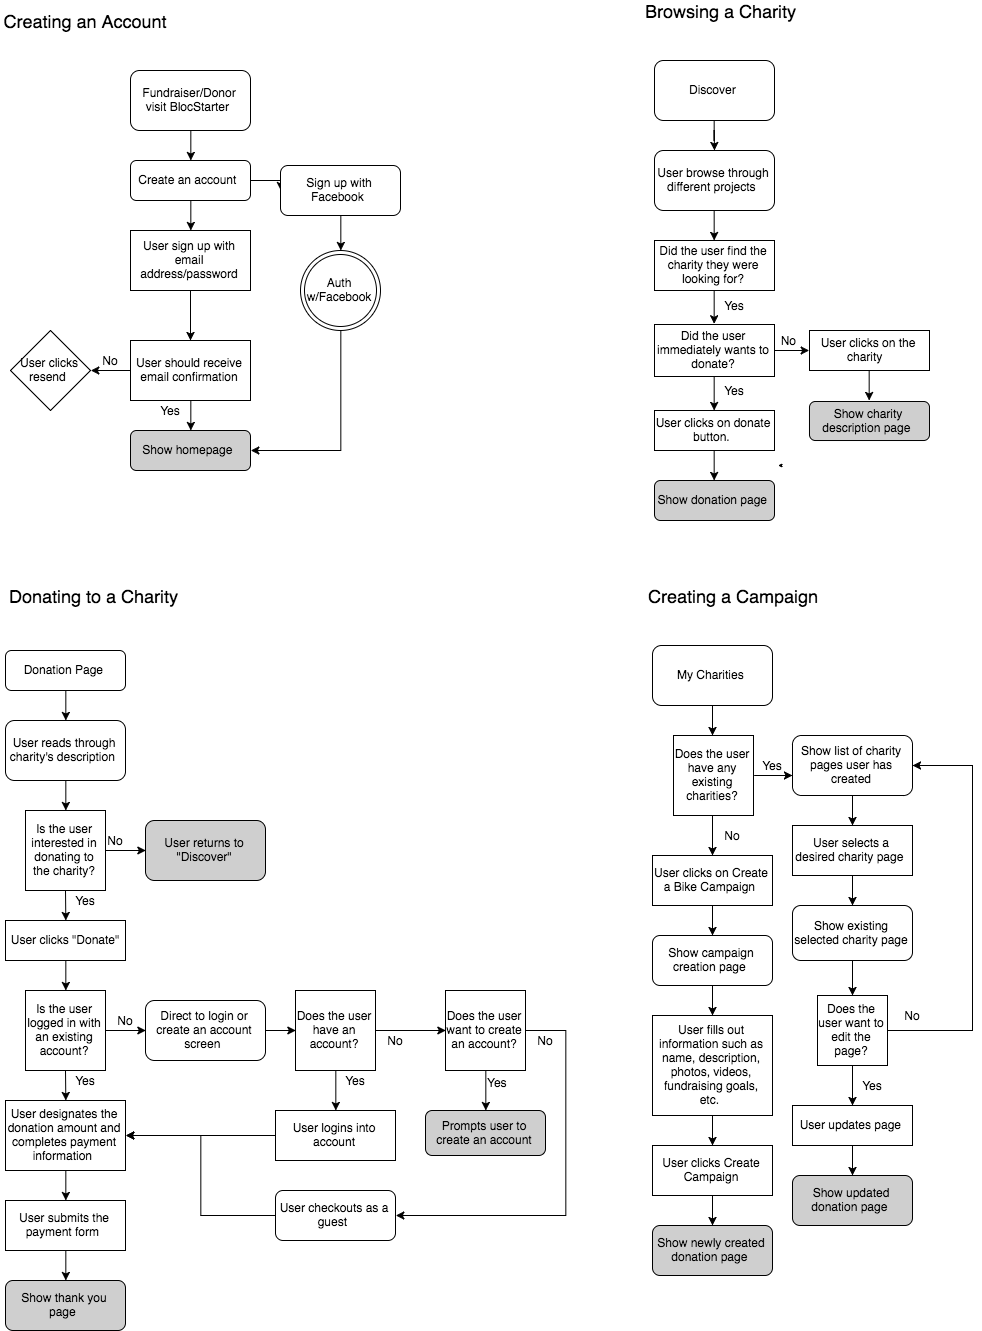 Creating an Account
Fundraiser/Donor
visit BlocStarter
Create an account
Sign up with
Facebook
User sign up with
email
address/password
Auth
w/Facebook
User clicks
resend
No
User should receive
email confirmation
Yes
Show homepage
Browsing a Charity
Discover
User browse through
different projects
Did the user find the
charity they were
looking for?
Yes
Did the user
immediately wants to
donate?
No
User clicks on the
charity
Yes
Show charity
description page
User clicks on donate
button.
Show donation page
Donating to a Charity
Donation Page
User reads through
charity's description
Is the user
interested in
donating to
the charity?
No
User returns to
"Discover"
Yes
User clicks "Donate"
Is the user
logged in with
an existing
account?
No
Direct to login or
create an account
screen
Does the user
have an
account?
No
Does the user
want to create
an account?
No
Yes
Yes
Yes
User designates the
donation amount and
completes payment
information
User logins into
account
Prompts user to
create an account
User checkouts as a
guest
User submits the
payment form
Show thank you
page
Creating a Campaign
My Charities
Does the user
have any
existing
charities?
Yes
Show list of charity
pages user has
created
No
User selects a
desired charity page
User clicks on Create
a Bike Campaign
Show existing
selected charity page
Show campaign
creation page
Does the
user want to
edit the
page?
No
User fills out
information such as
name, description,
photos, videos,
fundraising goals,
etc.
Yes
User updates page
User clicks Create
Campaign
Show updated
donation page
Show newly created
donation page